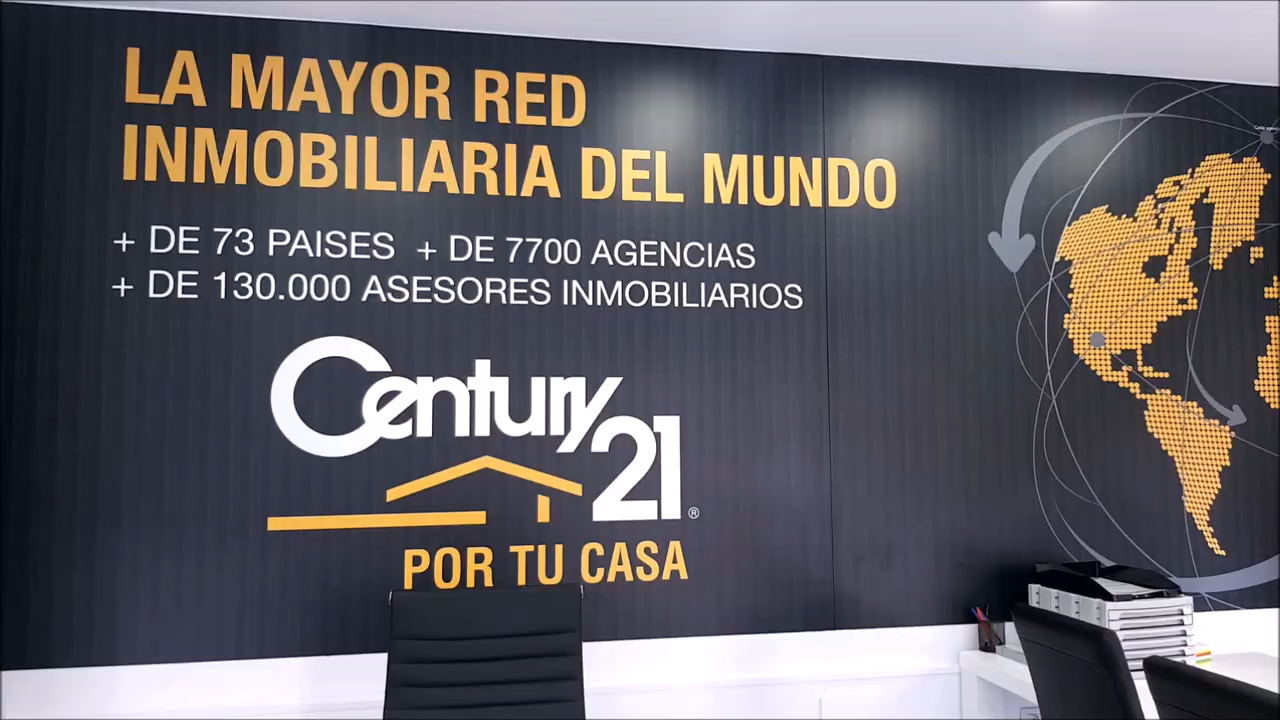 LA MAYOR RED
INMOBILIARIA DEL MUNDO
+ DE 73 PAISES + DE 7700 AGENCIAS
+ DE 130.000 ASESORES INMOBILIARIOS
Century
21®
POR TU CASA